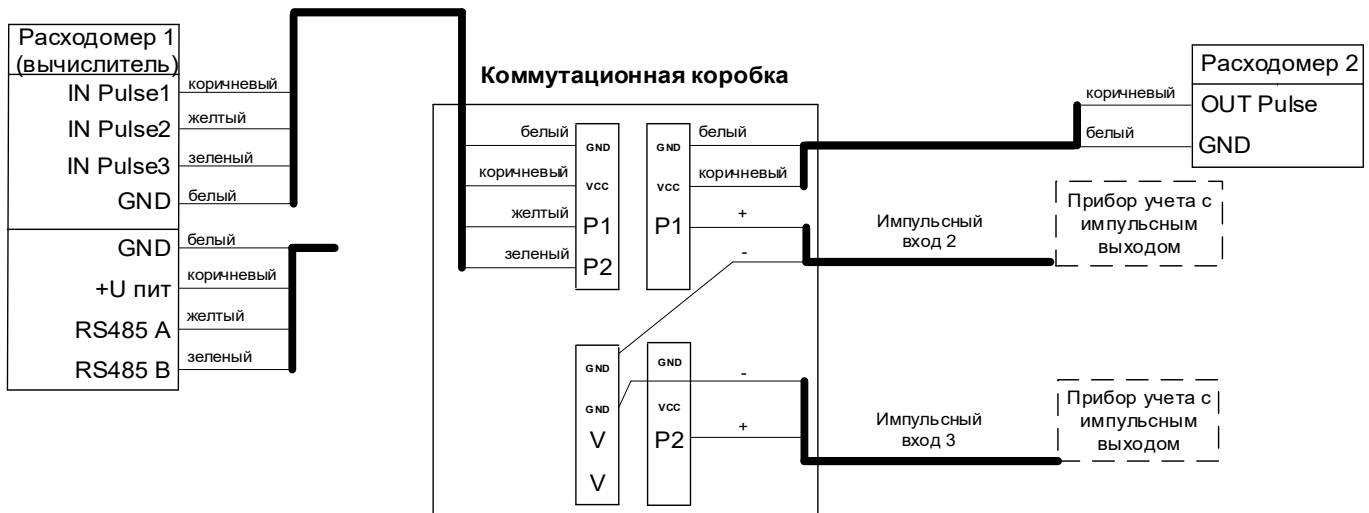 Расходомер 1
(вычислитель)
IN Pulse1
коричневый
IN Pulse2
желтый
IN Pulse3
зеленый
GND
белый
GND
белый
+U пит
коричневый
RS485 A
желтый
RS485 B
зеленый
Коммутационная коробка
белый
GND
коричневый
VCC
желтый
P1
зеленый
P2
GND
белый
VCC
коричневый
P1
+
-
GND
GND
V
V
GND
-
VCC
P2
+
Импульсный
вход 2
Импульсный
вход 3
Расходомер 2
коричневый
OUT Pulse
белый
GND
Прибор учета с
импульсным
выходом
Прибор учета с
импульсным
выходом